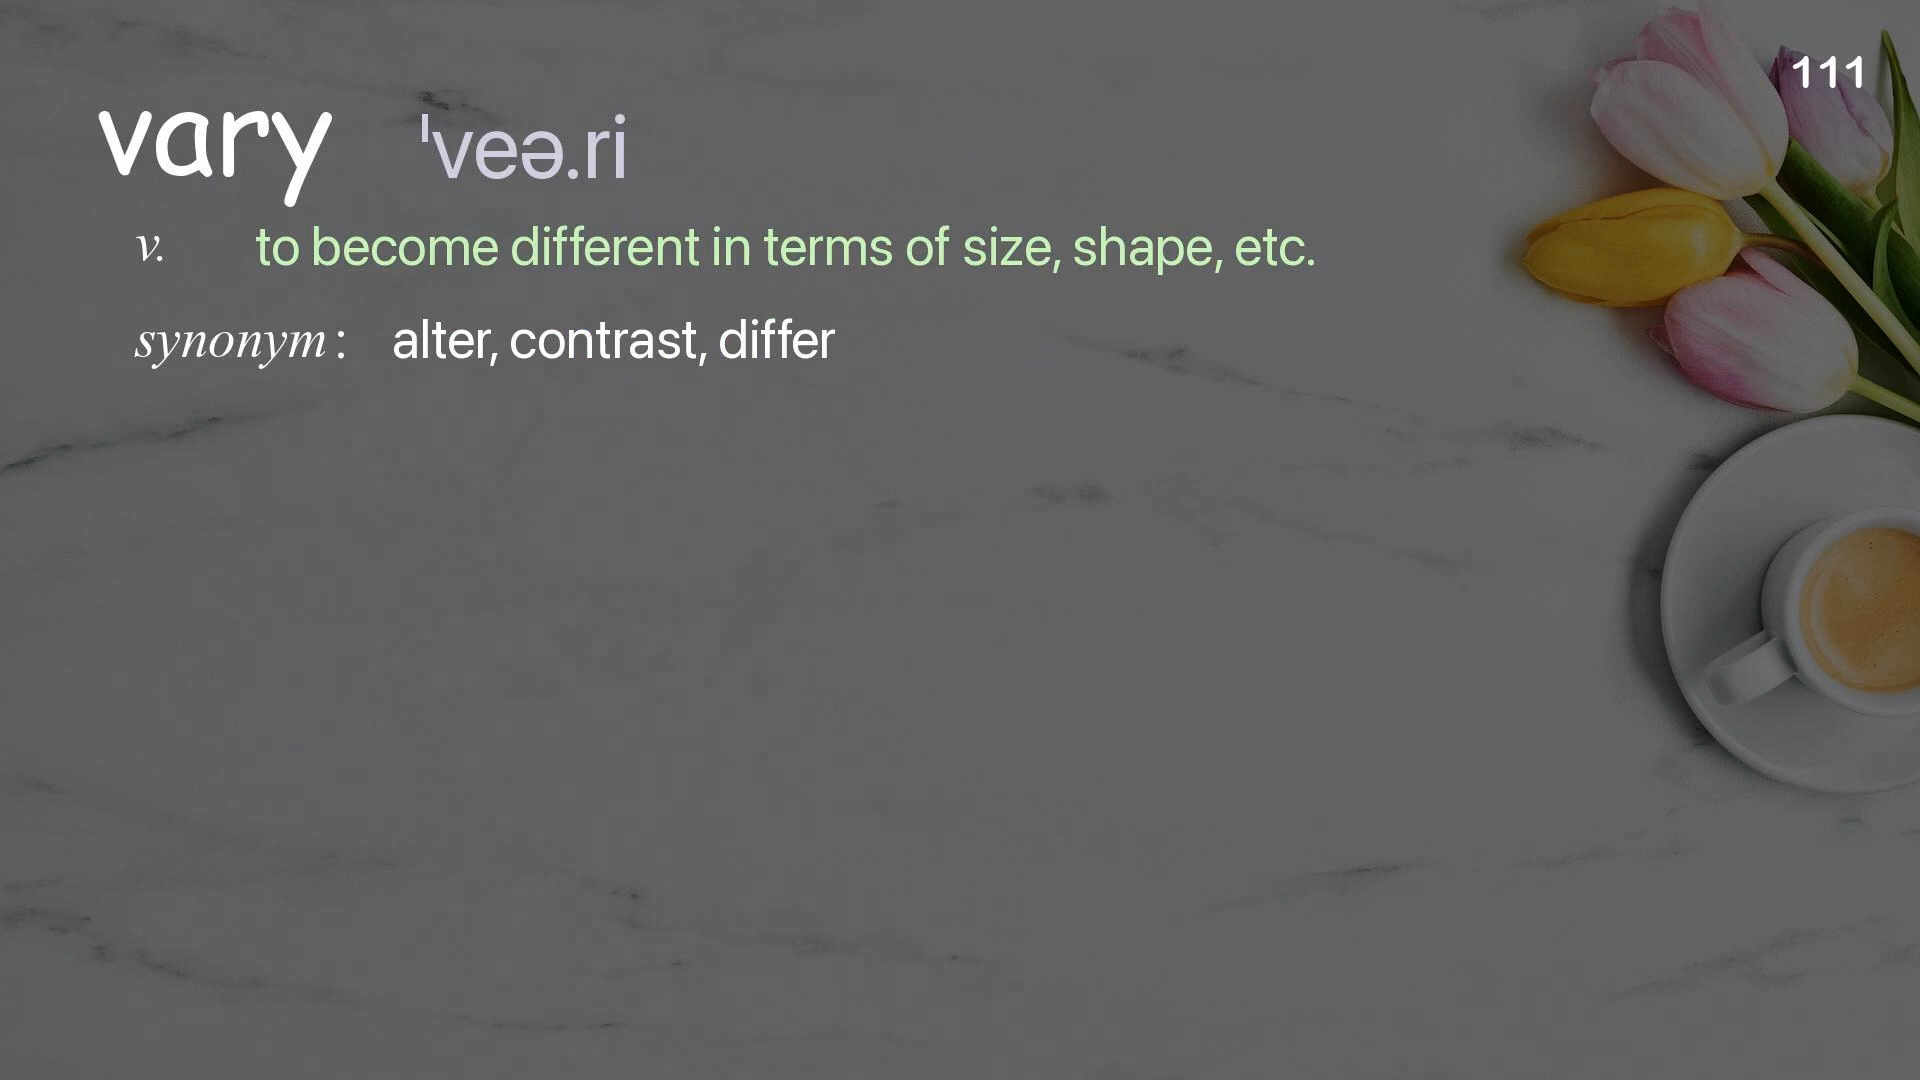 111
vary ˈveə.ri
v. to become different in terms of size, shape, etc.
synonym : alter, contrast, differ